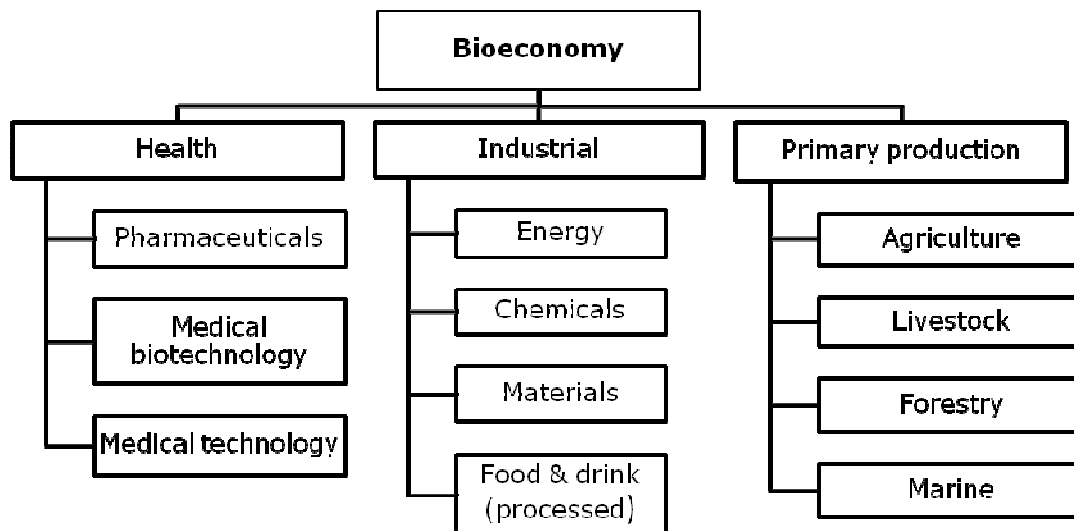 Bioeconomy
Health
Pharmaceuticals
Medical
biotechnology
Medical technology
Industrial
Energy
Chemicals
Materials
Food & drink
(processed)
Primary production
Agriculture
Livestock
Forestry
Marine